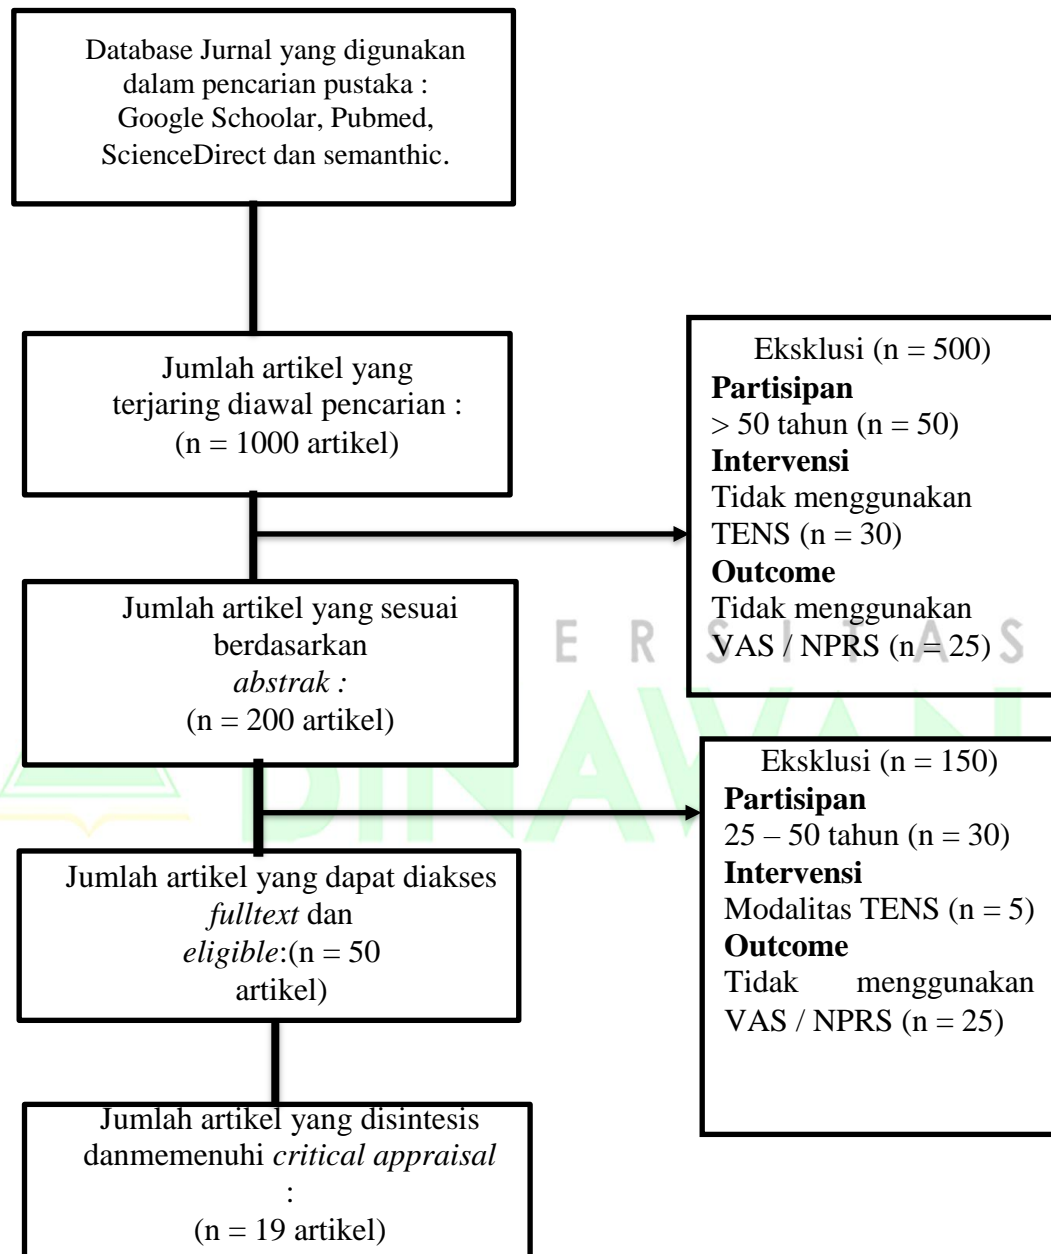 Database Jurnal yang digunakan
dalam pencarian pustaka :
Google Schoolar, Pubmed,
ScienceDirect dan semanthic.
Jumlah artikel yang
terjaring diawal pencarian :
(n = 1000 artikel)
Eksklusi (n = 500)
Partisipan
> 50 tahun (n = 50)
Intervensi
Tidak menggunakan
TENS (n = 30)
Outcome
Tidak menggunakan
VAS / NPRS (n = 25)
Jumlah artikel yang sesuai
berdasarkan
abstrak :
(n = 200 artikel)
E R S I T A S
DINAWAN
Eksklusi (n = 150)
Partisipan
25 – 50 tahun (n = 30)
Intervensi
Modalitas TENS (n = 5)
Outcome
Tidak menggunakan
VAS / NPRS (n = 25)
Jumlah artikel yang dapat diakses
fulltext dan
eligible:(n = 50
artikel)
Jumlah artikel yang disintesis
danmemenuhi critical appraisal
:
(n = 19 artikel)